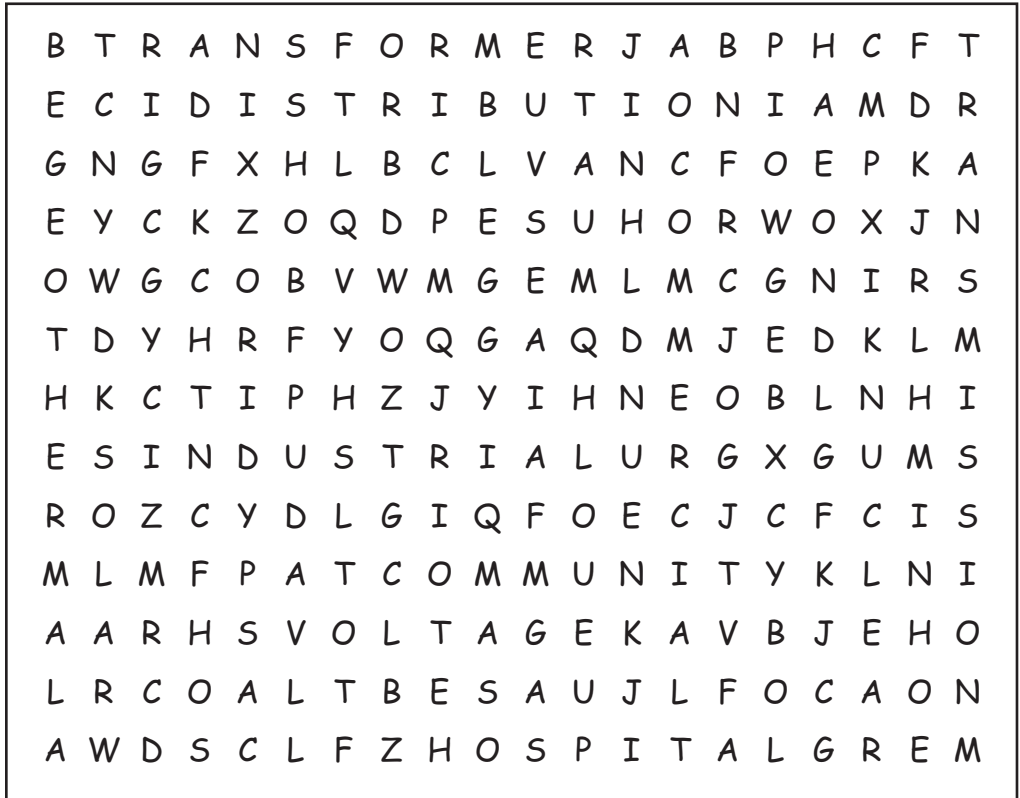 B T R A N S F O R M E R J A B P H C F T
E C I D I S T R I B U T I O N I A M D R
G N G F X H L B C L V A N C F O E P K A
E Y C K Z O Q D P E S U H O R W O X J N
O W G C O B V W M G E M L M C G N I R S
T D Y H R F Y O Q G A Q D M J E D K L M
H K C T I P H Z J Y I H N E O B L N H I
E S I N D U S T R I A L U R G X G U M S
R O Z C Y D L G I Q F O E C J C F C I S
M L M F P A T C O M M U N I T Y K L N I
A A R H S V O L T A G E K A V B J E H O
L R C O A L T B E S A U J L F O C A O N
A W D S C L F Z H O S P I T A L G R E M